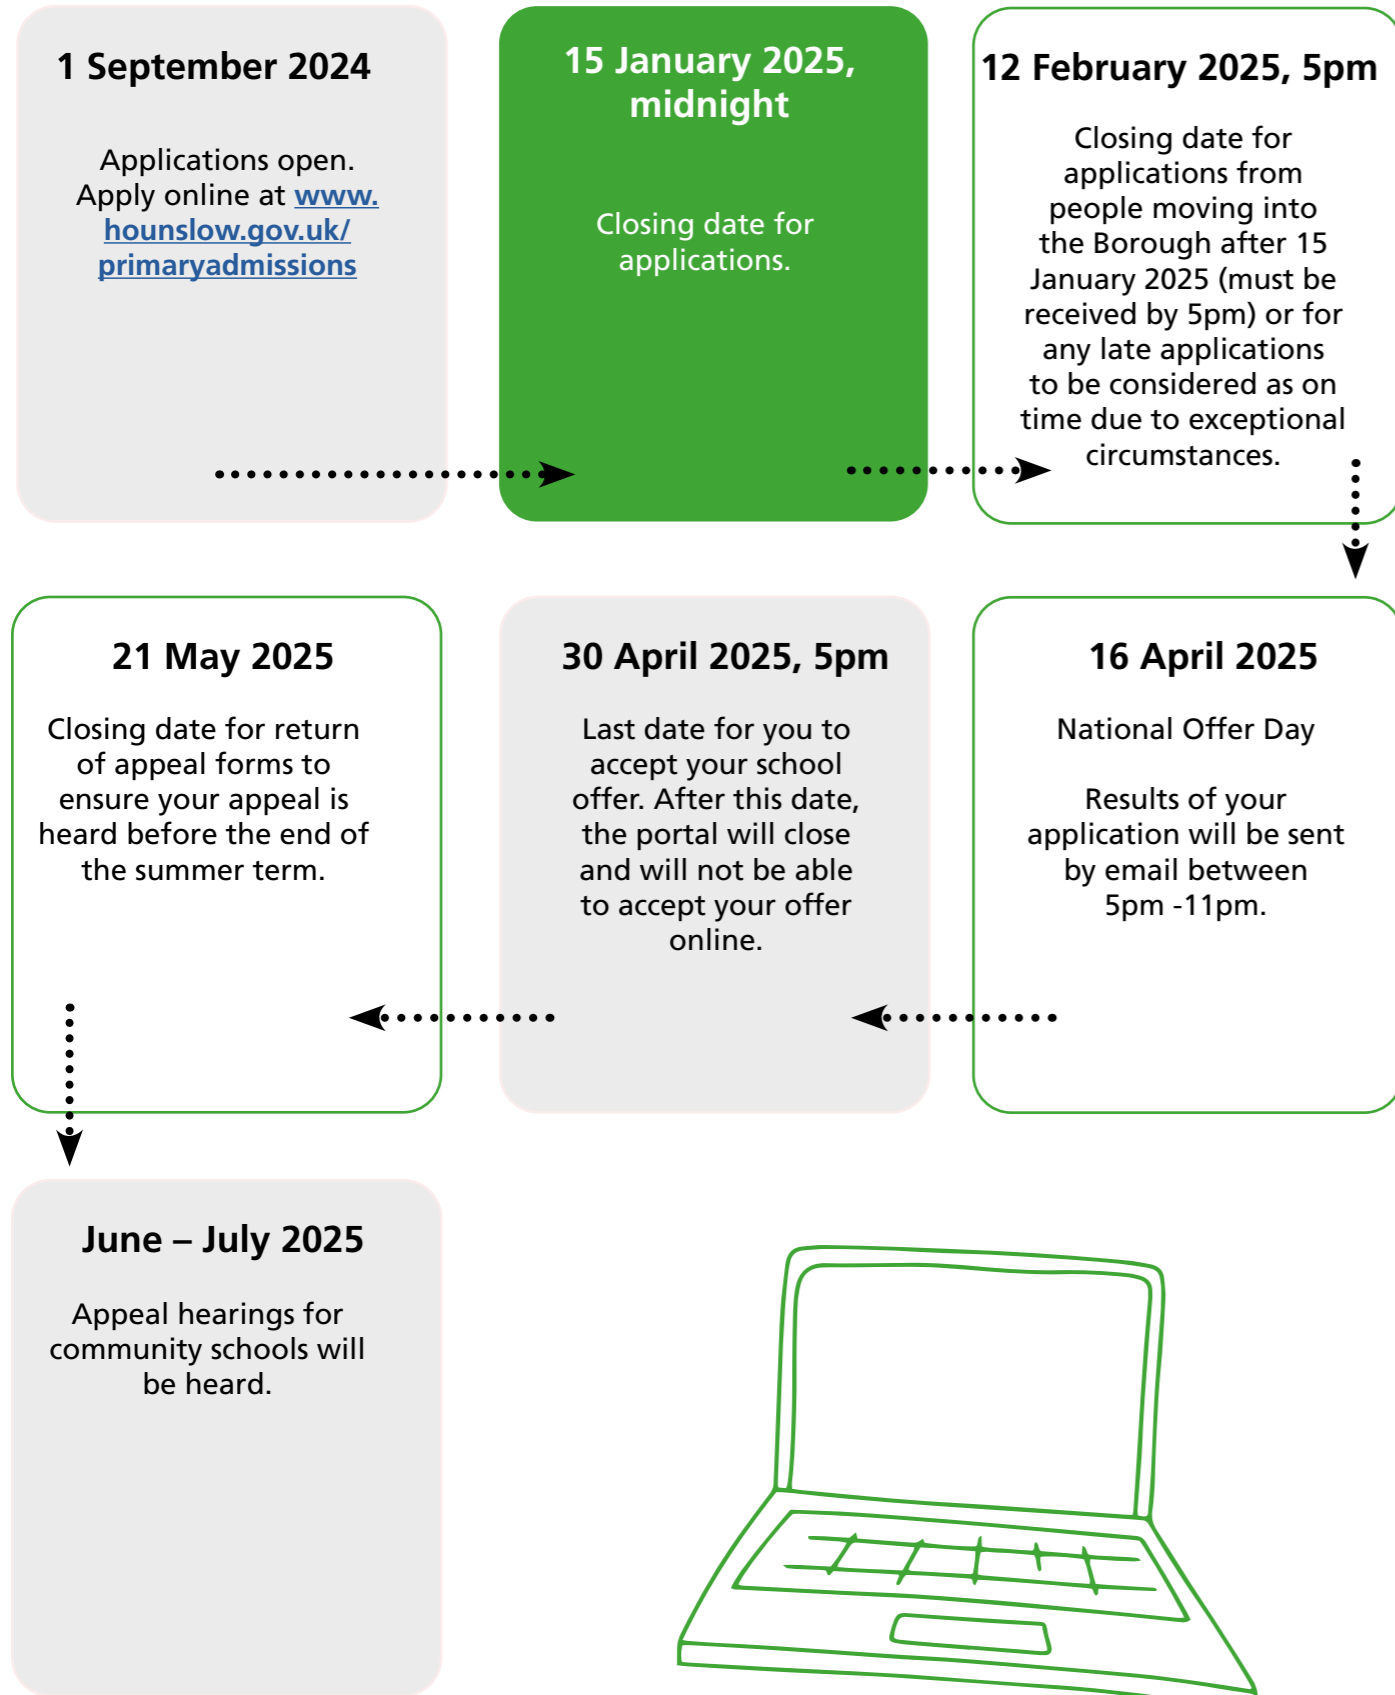 1 September 2024
Applications open.
Apply online at www.
hounslow.gov.uk/
primaryadmissions
15 January 2025,
midnight
Closing date for
applications.
12 February 2025, 5pm
Closing date for
applications from
people moving into
the Borough after 15
January 2025 (must be
received by 5pm) or for
any late applications
to be considered as on
time due to exceptional
circumstances.
16 April 2025
National Offer Day
Results of your
application will be sent
by email between
5pm -11pm.
30 April 2025, 5pm
Last date for you to
accept your school
offer. After this date,
the portal will close
and will not be able
to accept your offer
online.
21 May 2025
Closing date for return
of appeal forms to
ensure your appeal is
heard before the end of
the summer term.
June – July 2025
Appeal hearings for
community schools will
be heard.